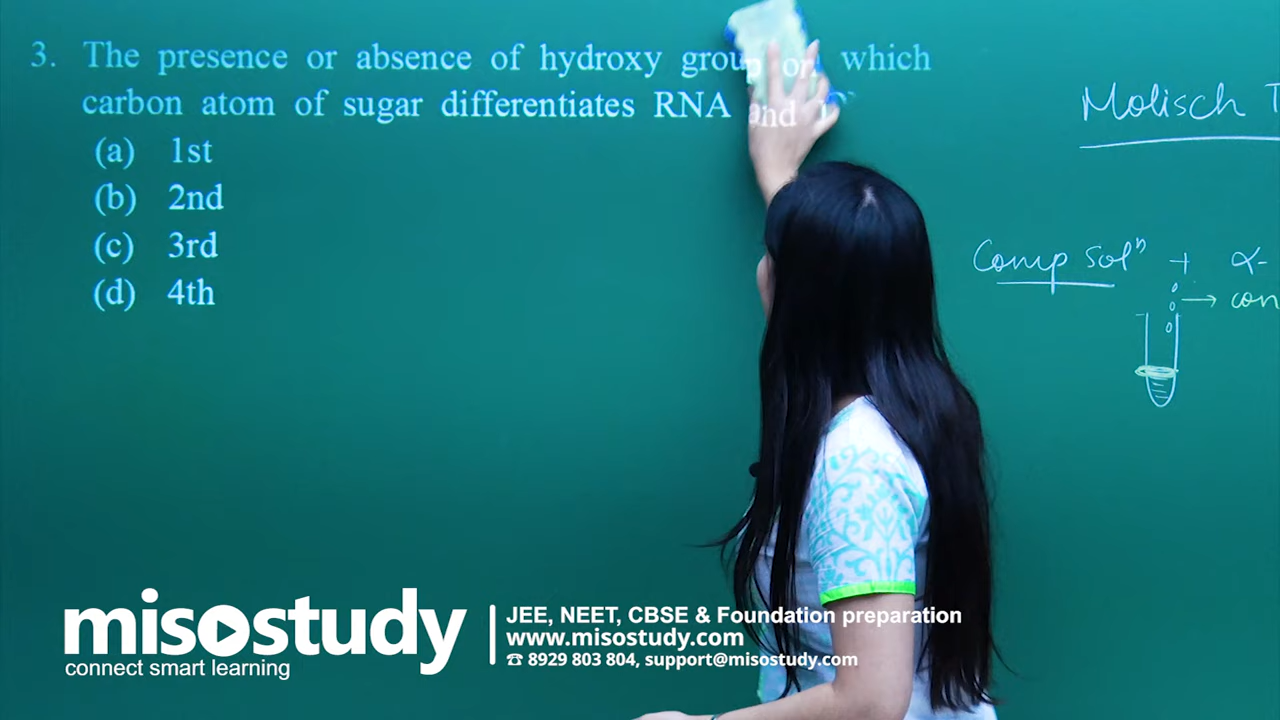 3. The presence or absence of hydroxy group on which
carbon atom of sugar differentiates RNA and
(a) 1st
(b) 2nd
(c) 3rd
(d) 4th
Molisch
Comp Solⁿ + α-
→ con
misostudy
connect smart learning
JEE, NEET, CBSE & Foundation preparation
www.misostudy.com
☎ 8929 803 804, support@misostudy.com